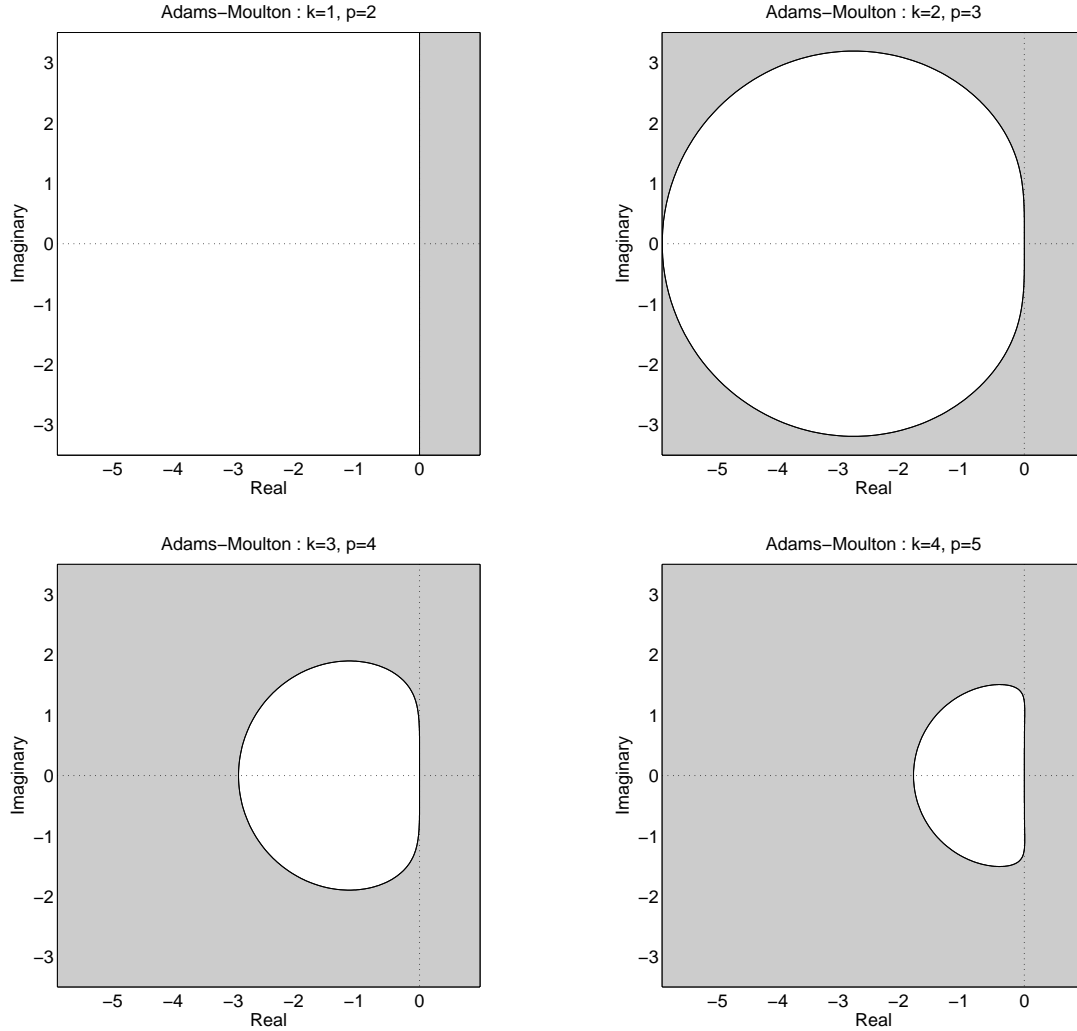 Adams−Moulton : k=1, p=2
Imaginary
3
2
1
0
−1
−2
−3
−5 −4 −3 −2 −1 0
Real
Adams−Moulton : k=2, p=3
Imaginary
3
2
1
0
−1
−2
−3
−5 −4 −3 −2 −1 0
Real
Adams−Moulton : k=3, p=4
Imaginary
3
2
1
0
−1
−2
−3
−5 −4 −3 −2 −1 0
Real
Adams−Moulton : k=4, p=5
Imaginary
3
2
1
0
−1
−2
−3
−5 −4 −3 −2 −1 0
Real